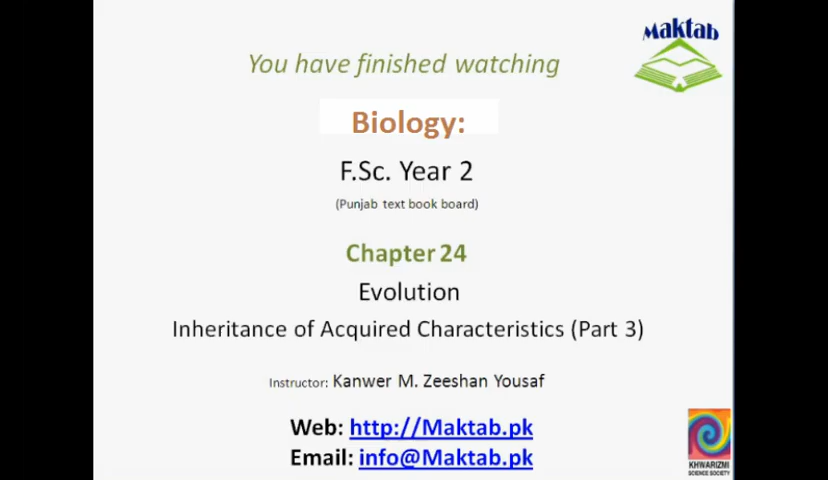 Maktab
You have finished watching
Biology:
F.Sc. Year 2
(Punjab text book board)
Chapter 24
Evolution
Inheritance of Acquired Characteristics (Part 3)
Instructor: Kanwer M. Zeeshan Yousaf
Web: http://Maktab.pk
Email: info@Maktab.pk
KHWARIZMI
SCIENCE SOCIETY